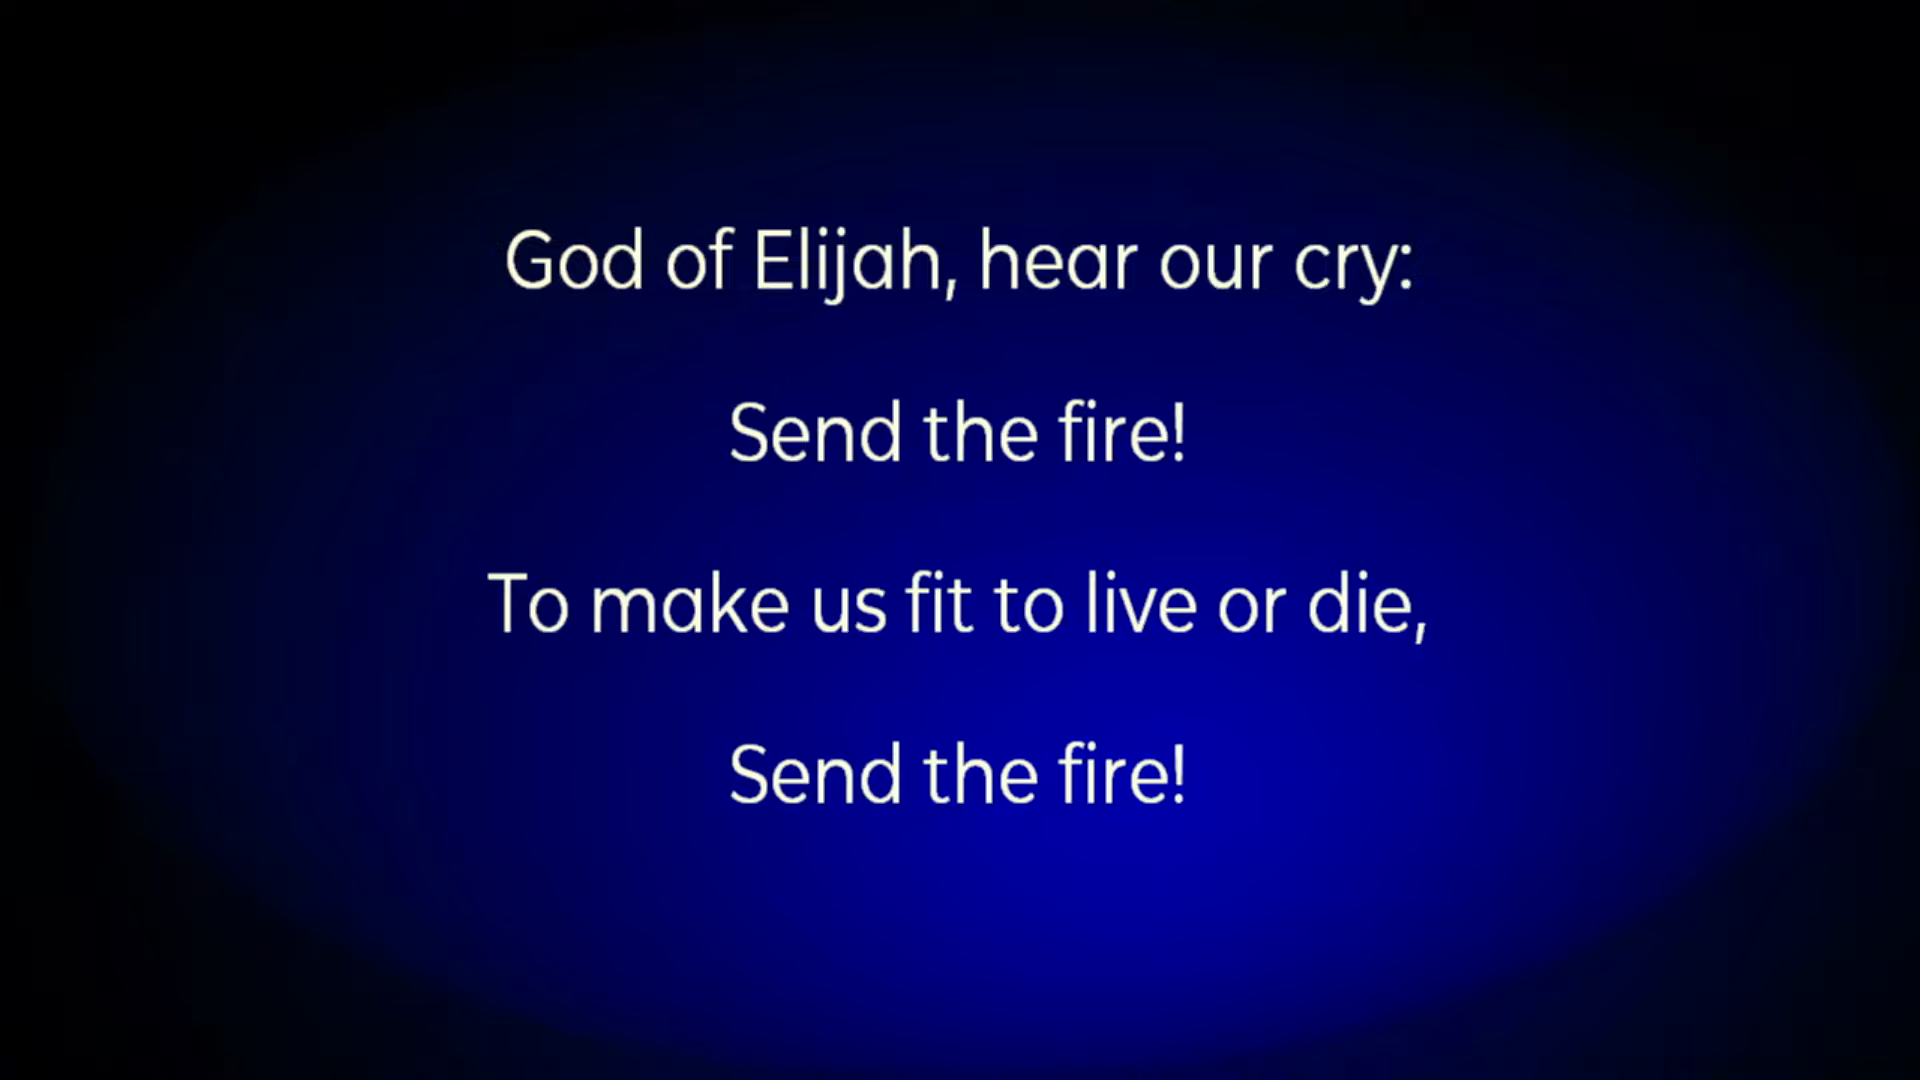 God of Elijah, hear our cry:
Send the fire!
To make us fit to live or die,
Send the fire!